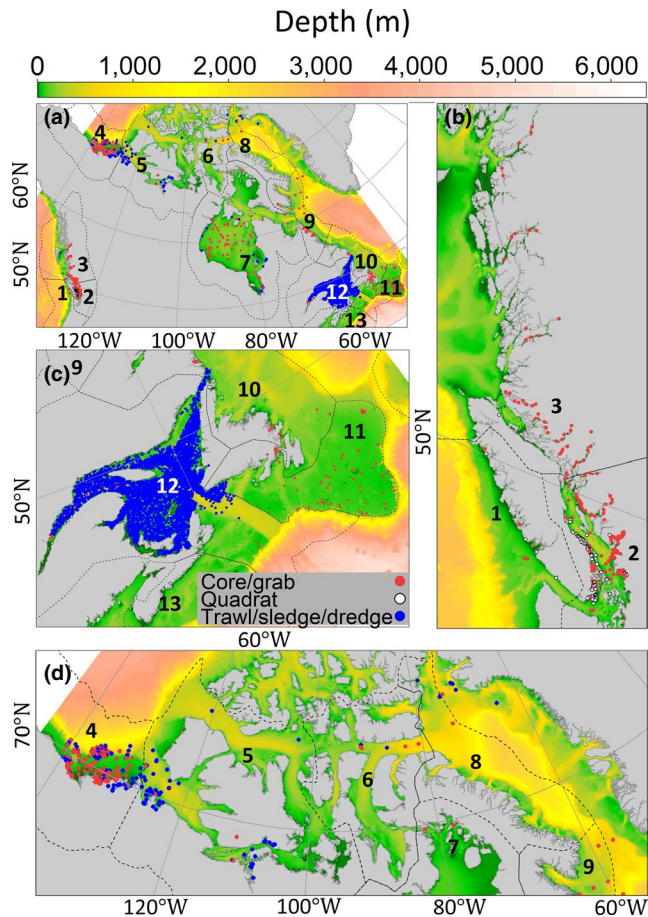 Depth (m)
0 1,000 2,000 3,000 4,000 5,000 6,000
(a)
4
5
6
8
9
7
3
1
2
10
12
11
13
60°N
50°N
120°W 100°W 80°W 60°W
(b)
3
1
2
50°N
(c)
9
10
11
12
13
50°N
Core/grab
Quadrat
Trawl/sledge/dredge
60°W
(d)
4
5
6
8
7
9
70°N
120°W 100°W 80°W 60°W